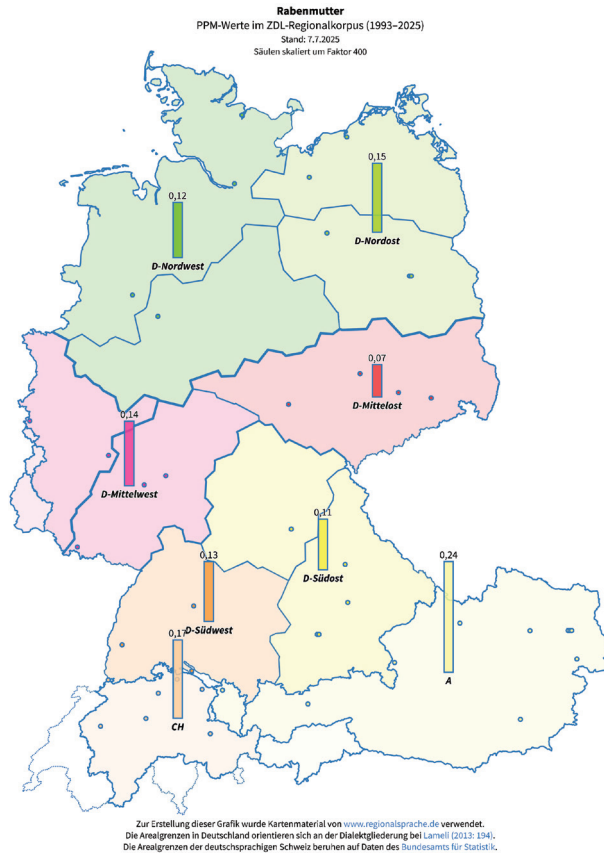 Rabenmutter
PPM-Werte im ZDL-Regionalkorpus (1993–2025)
Stand: 7.7.2025
Säulen skaliert um Faktor 400
0,15
0,12
D-Nordost
D-Nordwest
0,07
D-Mittelost
0,14
D-Mittelwest
0,11
D-Südost
0,13
0,24
D-Südwest
0,17
A
CH
Zur Erstellung dieser Grafik wurde Kartenmaterial von www.regionalsprache.de verwendet.
Die Arealgrenzen in Deutschland orientieren sich an der Dialektgliederung bei Lameli (2013: 194).
Die Arealgrenzen der deutschsprachigen Schweiz beruhen auf Daten des Bundesamts für Statistik.